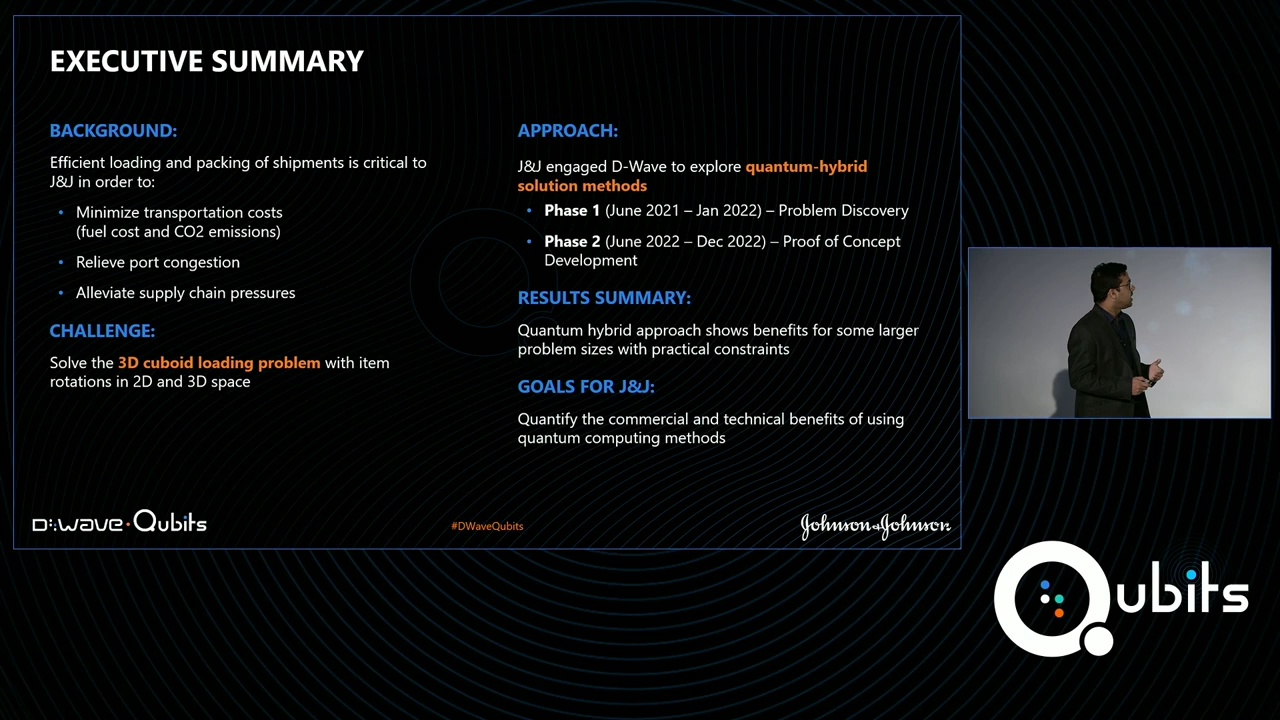 EXECUTIVE SUMMARY
BACKGROUND:
Efficient loading and packing of shipments is critical to
J&J in order to:
• Minimize transportation costs
(fuel cost and CO2 emissions)
• Relieve port congestion
• Alleviate supply chain pressures
CHALLENGE:
Solve the 3D cuboid loading problem with item
rotations in 2D and 3D space
APPROACH:
J&J engaged D-Wave to explore quantum-hybrid
solution methods
• Phase 1 (June 2021 – Jan 2022) – Problem Discovery
• Phase 2 (June 2022 – Dec 2022) – Proof of Concept
Development
RESULTS SUMMARY:
Quantum hybrid approach shows benefits for some larger
problem sizes with practical constraints
GOALS FOR J&J:
Quantify the commercial and technical benefits of using
quantum computing methods
D:wave · Qubits
#DWaveQubits
Johnson & Johnson
Qubits